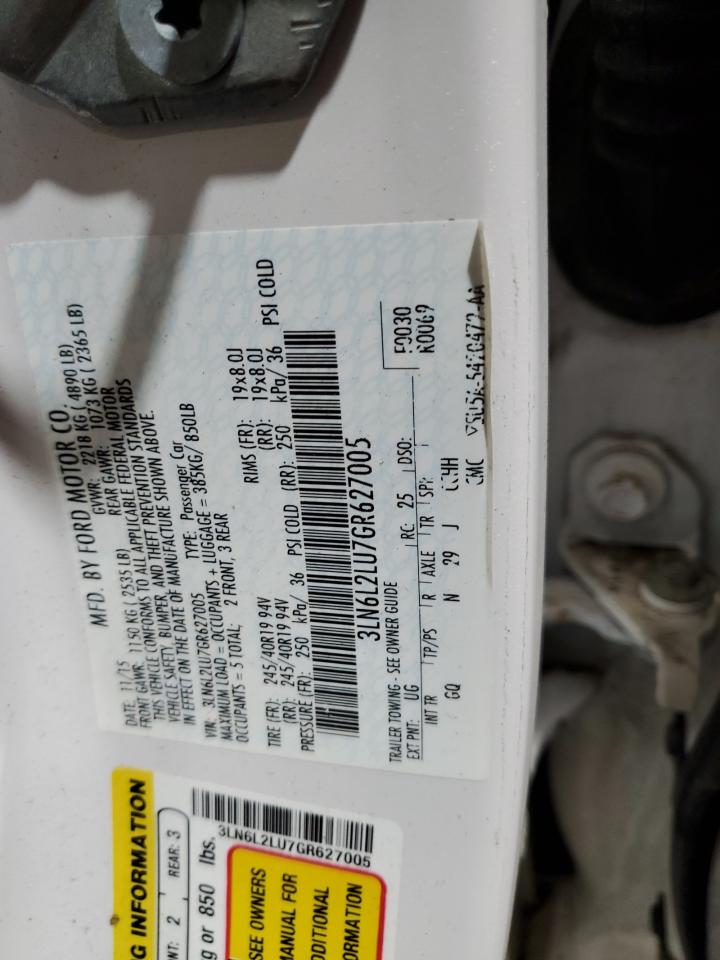 MFD. BY FORD MOTOR CO.
DATE: 11/15 GVWR: 2218 KG ( 4890 LB)
FRONT GAWR: 1150 KG ( 2535 LB) REAR GAWR: 1073 KG ( 2365 LB)
THIS VEHICLE CONFORMS TO ALL APPLICABLE FEDERAL MOTOR
VEHICLE SAFETY, BUMPER, AND THEFT PREVENTION STANDARDS
IN EFFECT ON THE DATE OF MANUFACTURE SHOWN ABOVE.
VIN: 3LN6L2LU7GR627005 TYPE: Passenger Car
MAXIMUM LOAD = OCCUPANTS + LUGGAGE = 385KG/ 850LB
OCCUPANTS = 5 TOTAL: 2 FRONT, 3 REAR
TIRE (FR): 245/40R19 94V RIMS (FR): 19x8.0J
(RR): 245/40R19 94V (RR): 19x8.0J
PRESSURE (FR): 250 kPa/ 36 PSI COLD (RR): 250 kPa/ 36 PSI COLD
3LN6L2LU7GR627005
TRAILER TOWING - SEE OWNER GUIDE
F0030
EXT PNT: UG RC: 25 DSO:
INT TR TP/PS R AXLE TR SPR
GQ N 29 J
3LN6L2LU7GR627005
INFORMATION
2 REAR: 3
or 850 lbs.
SEE OWNERS
MANUAL FOR